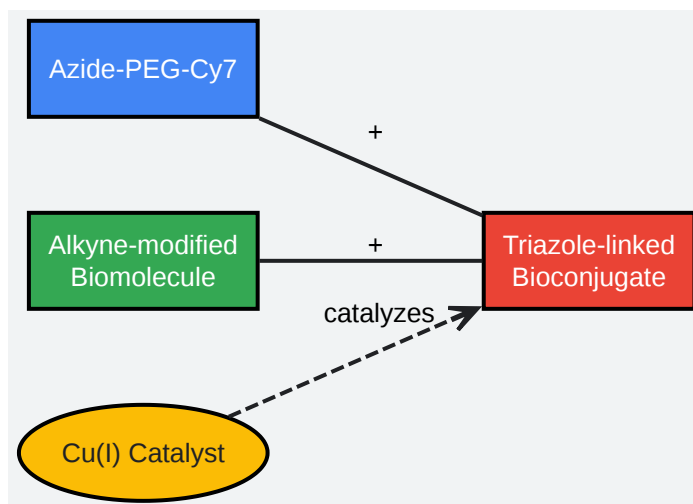 Azide-PEG-Cy7
+
Alkyne-modified
Biomolecule
+
Triazole-linked
Bioconjugate
catalyzes
Cu(I) Catalyst